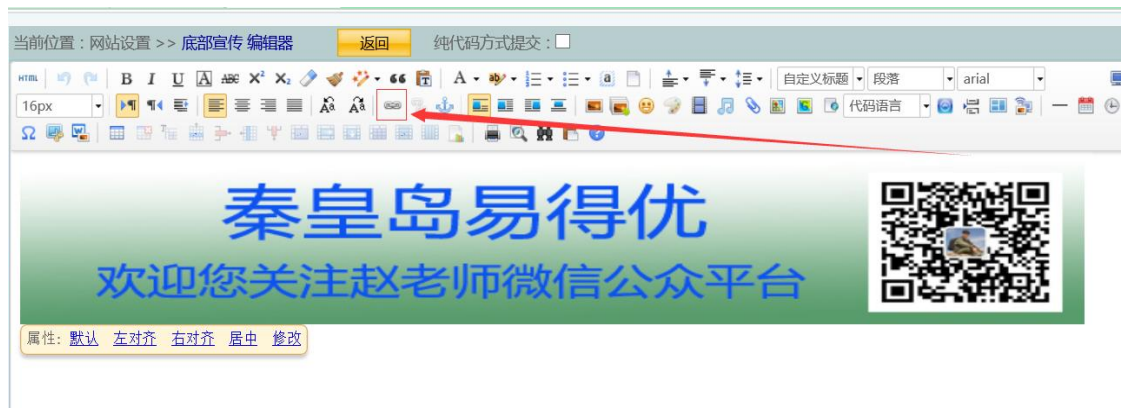 当前位置：网站设置 >> 底部宣传 编辑器 返回 纯代码方式提交：
HTML B I U A ABC X² X₂ 66 T A ab a 自定义标题 段落 arial
16px Aa Aa 代码语言
Ω W
秦皇岛易得优
欢迎您关注赵老师微信公众平台
属性: 默认 左对齐 右对齐 居中 修改